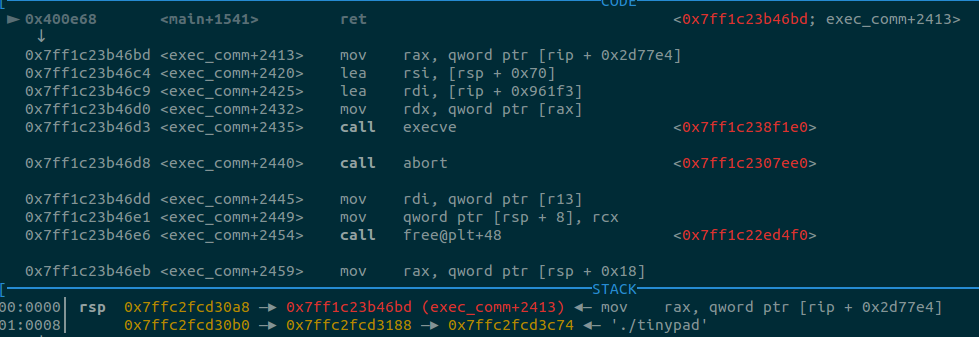 CODE
► 0x400e68 <main+1541> ret <0x7ff1c23b46bd; exec_comm+2413>
↓
0x7ff1c23b46bd <exec_comm+2413> mov rax, qword ptr [rip + 0x2d77e4]
0x7ff1c23b46c4 <exec_comm+2420> lea rsi, [rsp + 0x70]
0x7ff1c23b46c9 <exec_comm+2425> lea rdi, [rip + 0x961f3]
0x7ff1c23b46d0 <exec_comm+2432> mov rdx, qword ptr [rax]
0x7ff1c23b46d3 <exec_comm+2435> call execve <0x7ff1c238f1e0>
0x7ff1c23b46d8 <exec_comm+2440> call abort <0x7ff1c2307ee0>
0x7ff1c23b46dd <exec_comm+2445> mov rdi, qword ptr [r13]
0x7ff1c23b46e1 <exec_comm+2449> mov qword ptr [rsp + 8], rcx
0x7ff1c23b46e6 <exec_comm+2454> call free@plt+48 <0x7ff1c22ed4f0>
0x7ff1c23b46eb <exec_comm+2459> mov rax, qword ptr [rsp + 0x18]
STACK
00:0000│ rsp 0x7ffc2fcd30a8 —► 0x7ff1c23b46bd (exec_comm+2413) ◄— mov rax, qword ptr [rip + 0x2d77e4]
01:0008│ 0x7ffc2fcd30b0 —► 0x7ffc2fcd3188 —► 0x7ffc2fcd3c74 ◄— './tinypad'